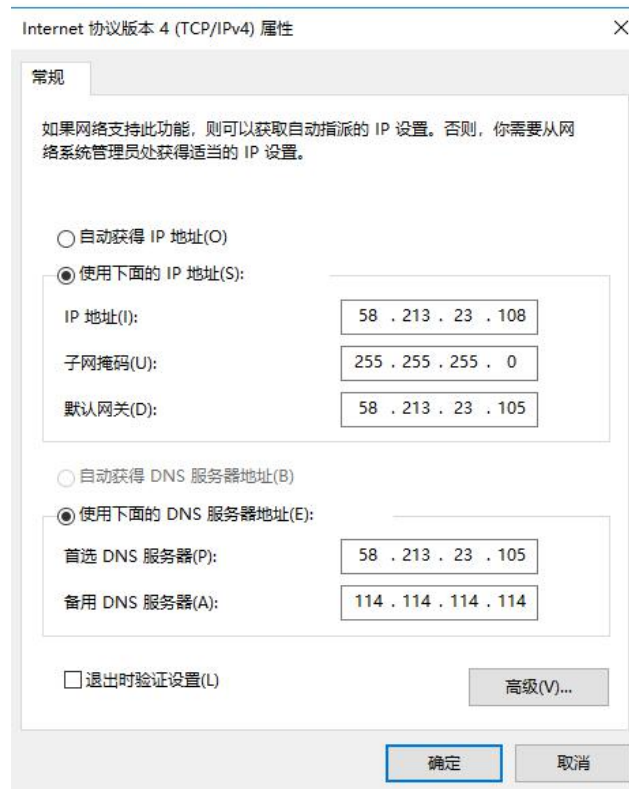 Internet 协议版本 4 (TCP/IPv4) 属性
常规
如果网络支持此功能，则可以获取自动指派的 IP 设置。否则，你需要从网
络系统管理员处获得适当的 IP 设置。
自动获得 IP 地址(O)
使用下面的 IP 地址(S):
IP 地址(I):
58 . 213 . 23 . 108
子网掩码(U):
255 . 255 . 255 . 0
默认网关(D):
58 . 213 . 23 . 105
自动获得 DNS 服务器地址(B)
使用下面的 DNS 服务器地址(E):
首选 DNS 服务器(P):
58 . 213 . 23 . 105
备用 DNS 服务器(A):
114 . 114 . 114 . 114
退出时验证设置(L)
高级(V)...
确定
取消